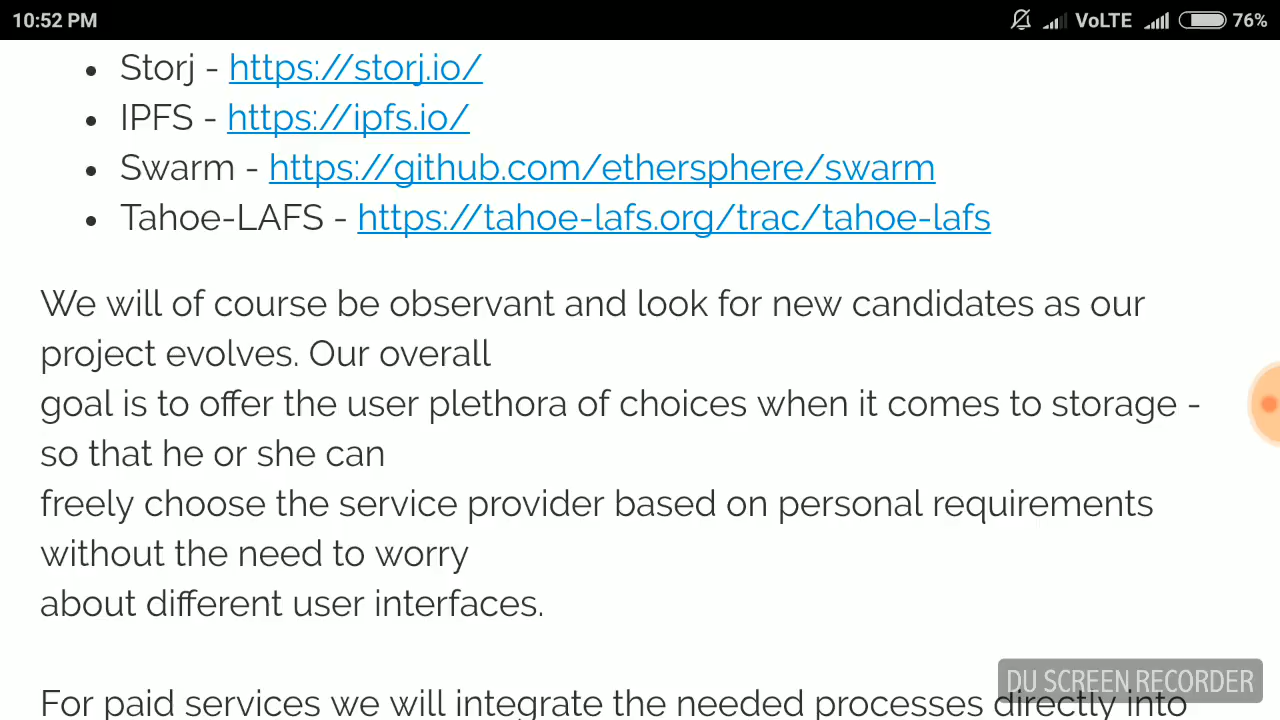 10:52 PM VoLTE 76%
• Storj - https://storj.io/
• IPFS - https://ipfs.io/
• Swarm - https://github.com/ethersphere/swarm
• Tahoe-LAFS - https://tahoe-lafs.org/trac/tahoe-lafs
We will of course be observant and look for new candidates as our
project evolves. Our overall
goal is to offer the user plethora of choices when it comes to storage -
so that he or she can
freely choose the service provider based on personal requirements
without the need to worry
about different user interfaces.
For paid services we will integrate the needed processes directly into
DU SCREEN RECORDER